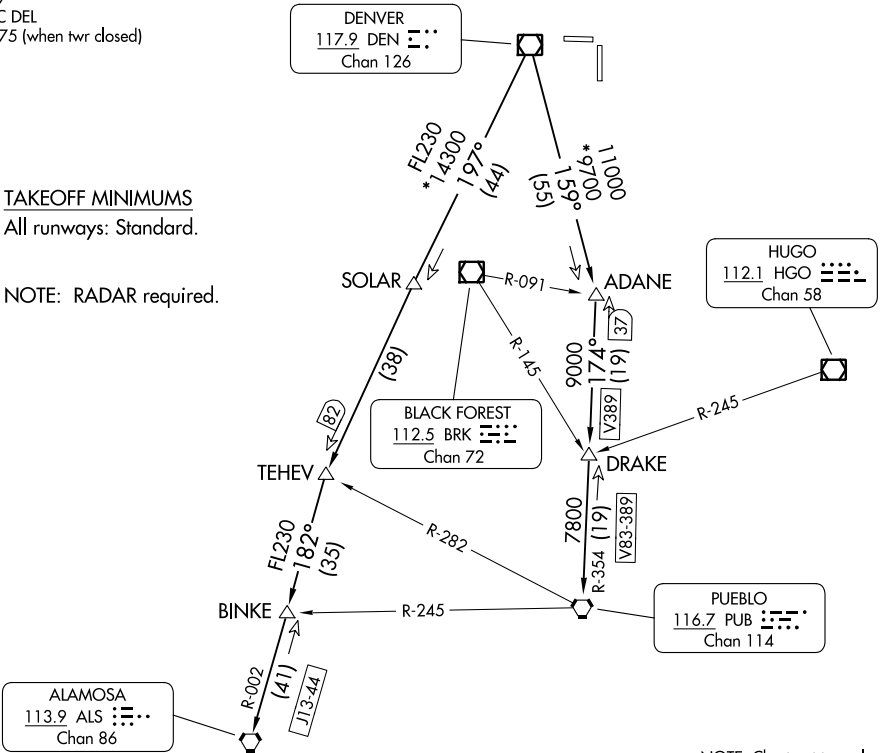 C DEL
75 (when twr closed)
DENVER
117.9 DEN
Chan 126
FL230
*14300
197°
(44)
11000
*9700
159°
(55)
TAKEOFF MINIMUMS
All runways: Standard.
NOTE: RADAR required.
SOLAR
R-091
ADANE
37
HUGO
112.1 HGO
Chan 58
(38)
R-145
9000
174°
(19)
V389
R-245
82
BLACK FOREST
112.5 BRK
Chan 72
TEHEV
DRAKE
R-282
FL230
182°
(35)
7800
(19)
R-354
V83-389
BINKE
R-245
PUEBLO
116.7 PUB
Chan 114
R-002
(41)
J13-44
ALAMOSA
113.9 ALS
Chan 86